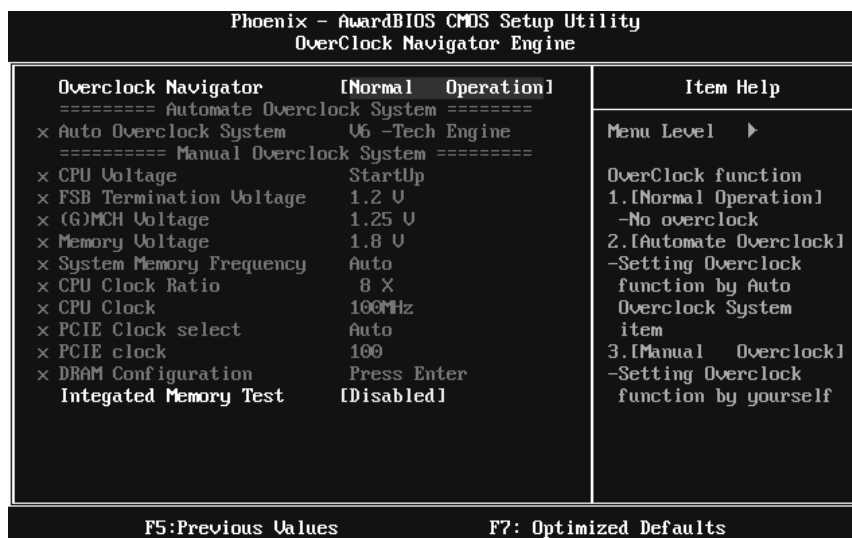 Phoenix - AwardBIOS CMOS Setup Utility
OverClock Navigator Engine
Overclock Navigator [Normal Operation]
========= Automate Overclock System ========
x Auto Overclock System V6 -Tech Engine
========== Manual Overclock System =========
x CPU Voltage StartUp
x FSB Termination Voltage 1.2 V
x (G)MCH Voltage 1.25 V
x Memory Voltage 1.8 V
x System Memory Frequency Auto
x CPU Clock Ratio 8 X
x CPU Clock 100MHz
x PCIE Clock select Auto
x PCIE clock 100
x DRAM Configuration Press Enter
Integated Memory Test [Disabled]
Item Help
Menu Level ▶
OverClock function
1.[Normal Operation]
-No overclock
2.[Automate Overclock]
-Setting Overclock
function by Auto
Overclock System
item
3.[Manual Overclock]
-Setting Overclock
function by yourself
F5:Previous Values F7: Optimized Defaults